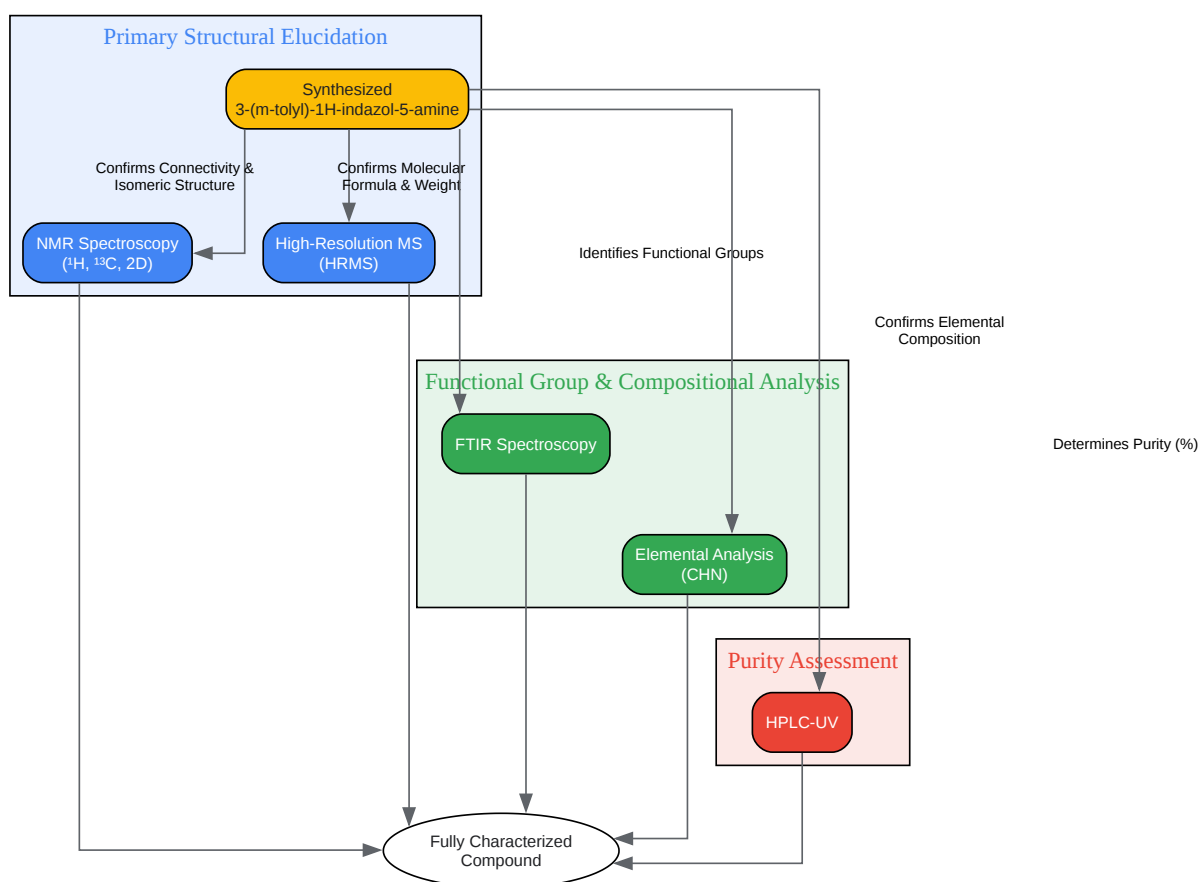 Primary Structural Elucidation
Synthesized
3-(m-tolyl)-1H-indazol-5-amine
Confirms Connectivity &
Isomeric Structure
Confirms Molecular
Formula & Weight
NMR Spectroscopy
(¹H, ¹³C, 2D)
High-Resolution MS
(HRMS)
Identifies Functional Groups
Confirms Elemental
Composition
Functional Group & Compositional Analysis
FTIR Spectroscopy
Determines Purity (%)
Elemental Analysis
(CHN)
Purity Assessment
HPLC-UV
Fully Characterized
Compound